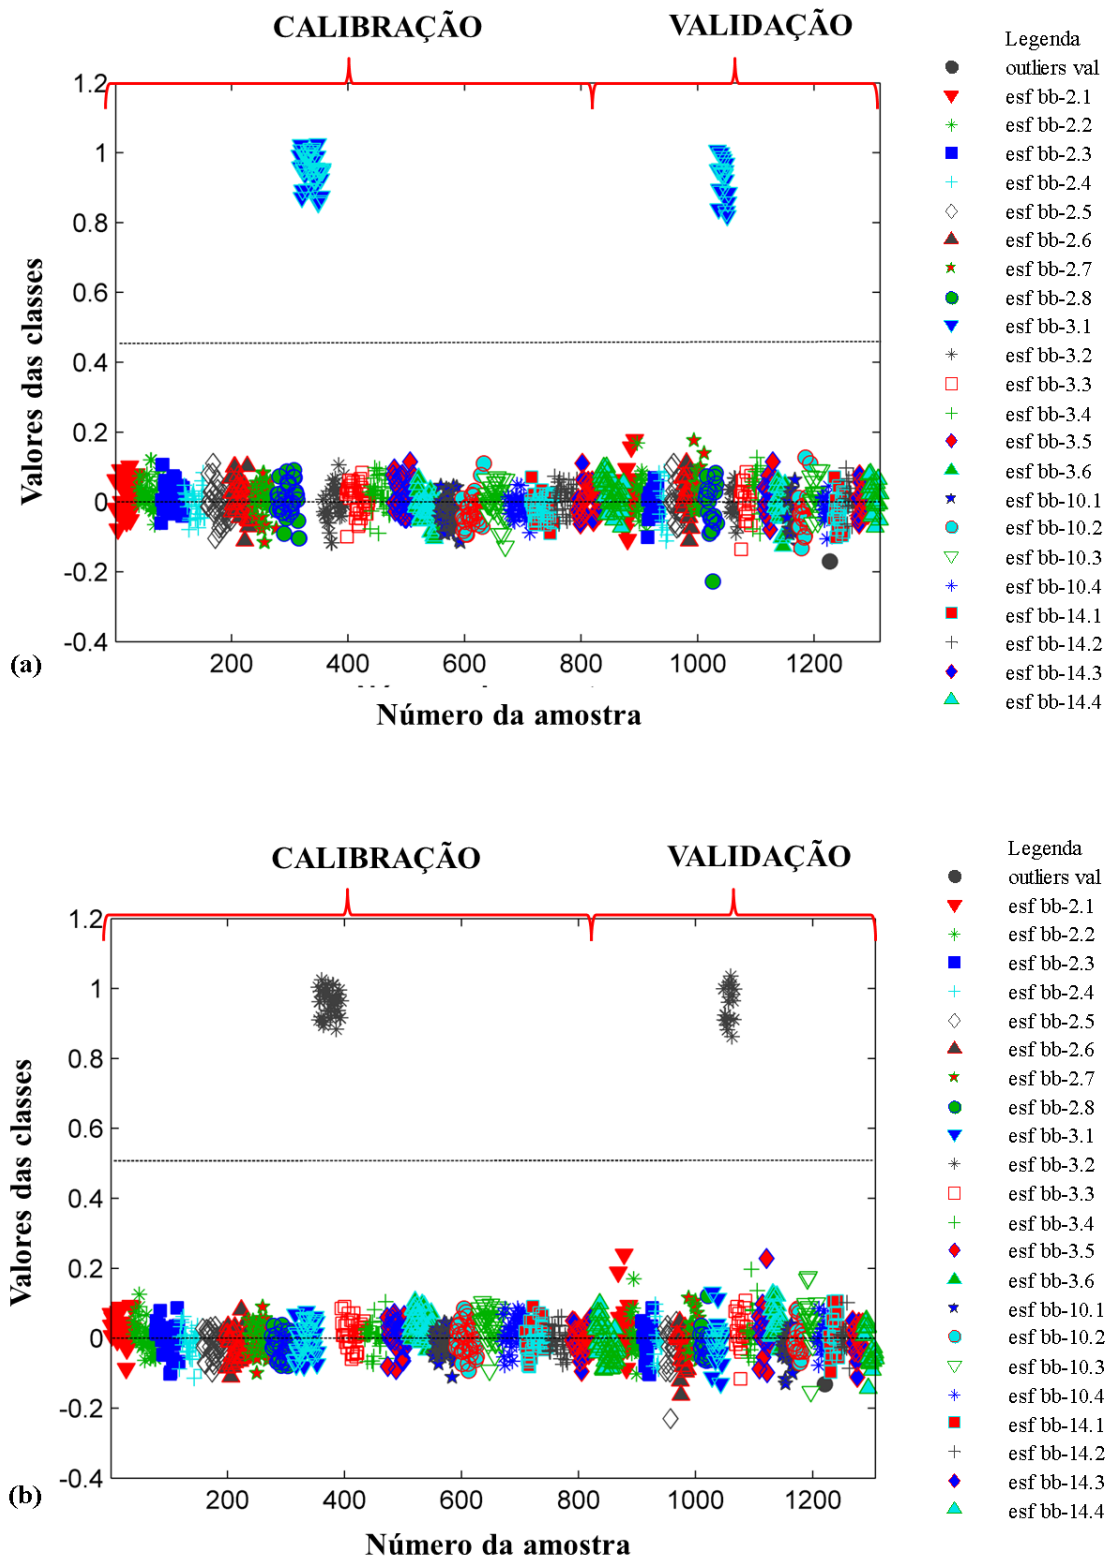 CALIBRAÇÃO
VALIDAÇÃO
Legenda
outliers val
esf bb-2.1
esf bb-2.2
esf bb-2.3
esf bb-2.4
esf bb-2.5
esf bb-2.6
esf bb-2.7
esf bb-2.8
esf bb-3.1
esf bb-3.2
esf bb-3.3
esf bb-3.4
esf bb-3.5
esf bb-3.6
esf bb-10.1
esf bb-10.2
esf bb-10.3
esf bb-10.4
esf bb-14.1
esf bb-14.2
esf bb-14.3
esf bb-14.4
Valores das classes
1.2
1
0.8
0.6
0.4
0.2
0
-0.2
-0.4
200
400
600
800
1000
1200
(a)
Número da amostra
CALIBRAÇÃO
VALIDAÇÃO
Legenda
outliers val
esf bb-2.1
esf bb-2.2
esf bb-2.3
esf bb-2.4
esf bb-2.5
esf bb-2.6
esf bb-2.7
esf bb-2.8
esf bb-3.1
esf bb-3.2
esf bb-3.3
esf bb-3.4
esf bb-3.5
esf bb-3.6
esf bb-10.1
esf bb-10.2
esf bb-10.3
esf bb-10.4
esf bb-14.1
esf bb-14.2
esf bb-14.3
esf bb-14.4
Valores das classes
1.2
1
0.8
0.6
0.4
0.2
0
-0.2
-0.4
200
400
600
800
1000
1200
(b)
Número da amostra